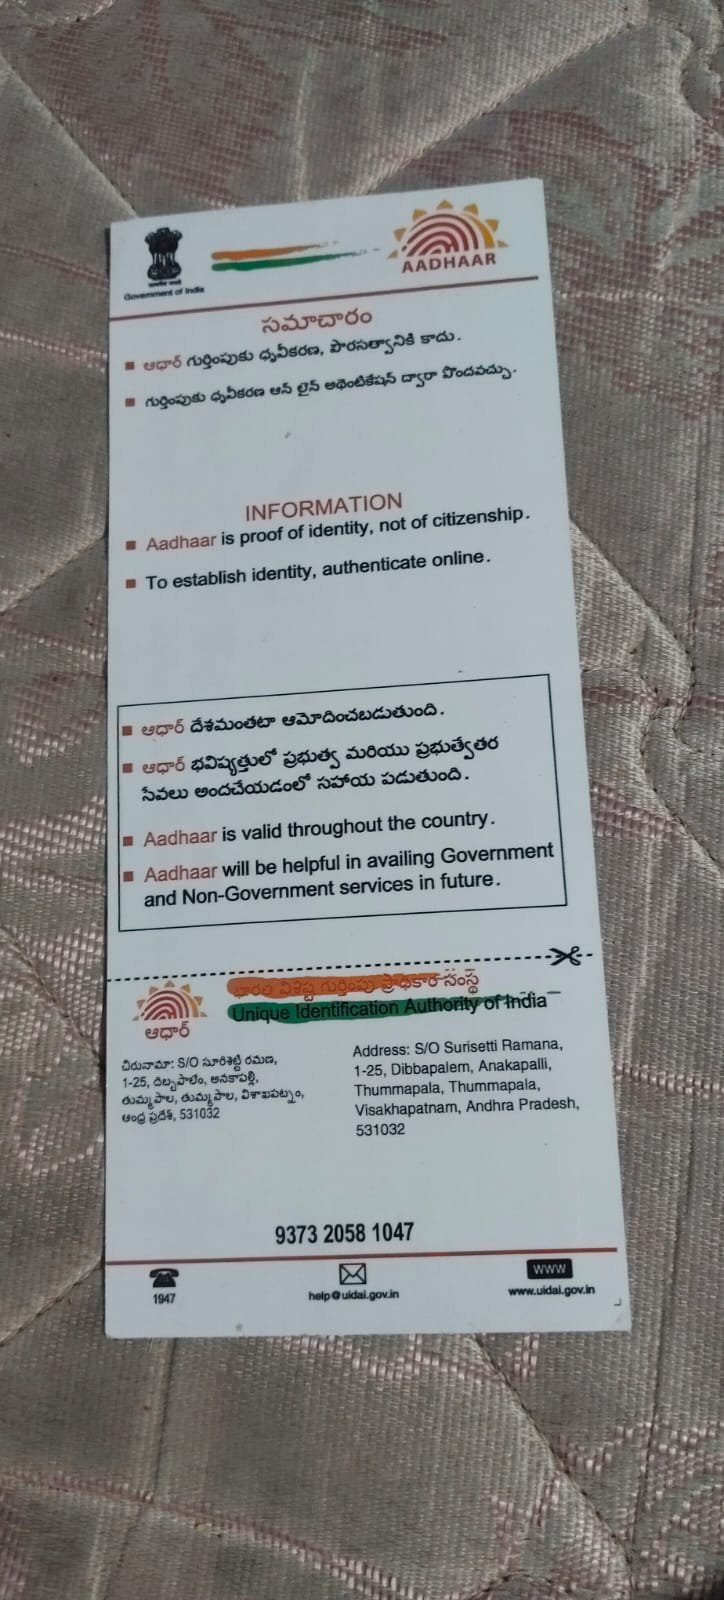 Government of India
AADHAAR
సమాచారం
ఆధార్ గుర్తింపుకు ధృవీకరణ, పౌరసత్వానికి కాదు.
గుర్తింపుకు ధృవీకరణ ఆన్ లైన్ అథెంటికేషన్ ద్వారా పొందవచ్చు.
INFORMATION
Aadhaar is proof of identity, not of citizenship.
To establish identity, authenticate online.
ఆధార్ దేశమంతటా ఆమోదించబడుతుంది.
ఆధార్ భవిష్యత్తులో ప్రభుత్వ మరియు ప్రభుత్వేతర
సేవలు అందచేయడంలో సహాయ పడుతుంది.
Aadhaar is valid throughout the country.
Aadhaar will be helpful in availing Government
and Non-Government services in future.
భారత విశిష్ట గుర్తింపు ప్రాధికార సంస్థ
Unique Identification Authority of India
ఆధార్
చిరునామా: S/O సూరిశెట్టి రమణ,
1-25, దిబ్బపాలెం, అనకాపల్లి,
తుమ్మపాల, తుమ్మపాల, విశాఖపట్నం,
ఆంధ్ర ప్రదేశ్, 531032
Address: S/O Surisetti Ramana,
1-25, Dibbapalem, Anakapalli,
Thummapala, Thummapala,
Visakhapatnam, Andhra Pradesh,
531032
9373 2058 1047
1947
help@uidai.gov.in
www
www.uidai.gov.in